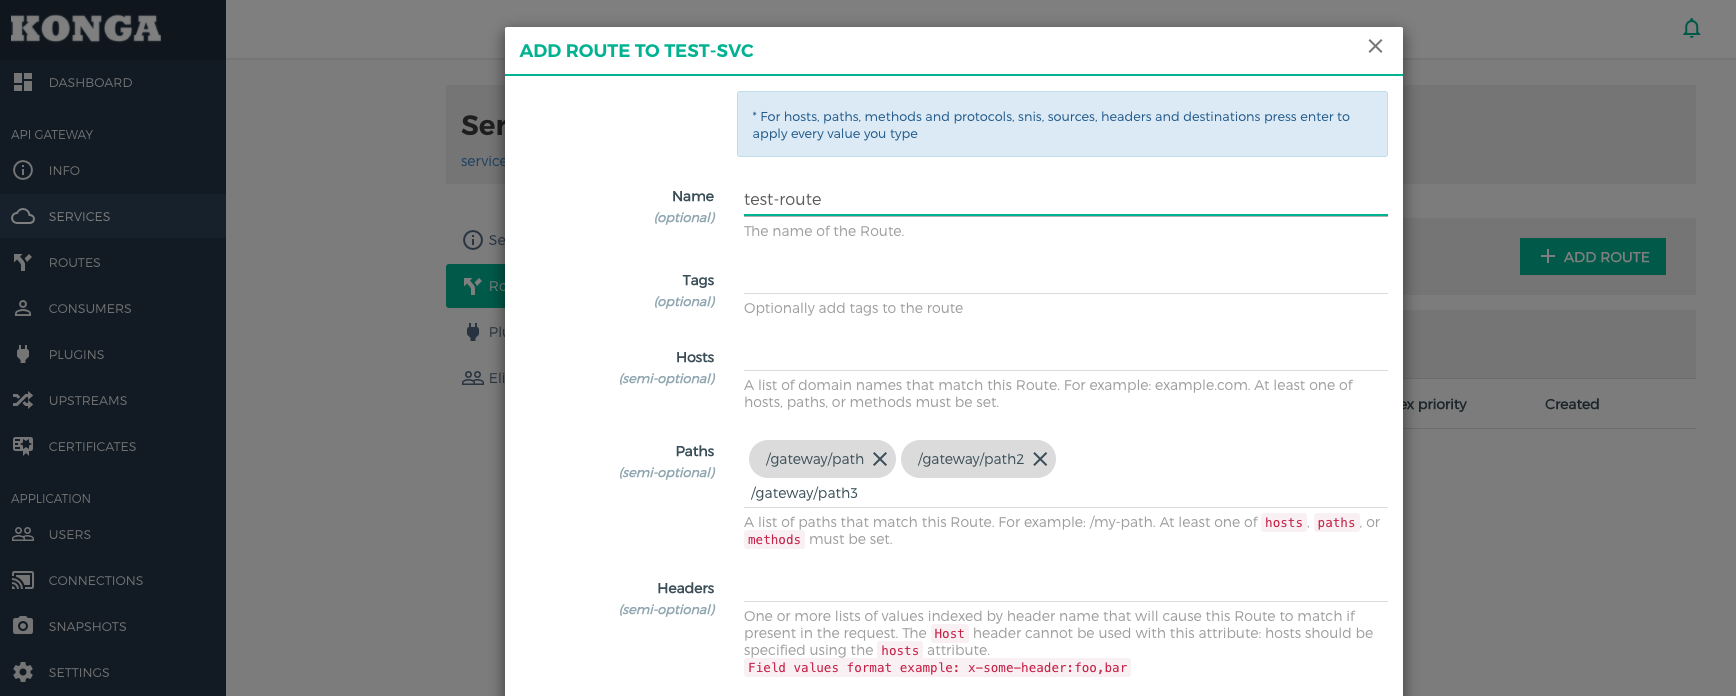 KONGA
DASHBOARD
API GATEWAY
INFO
SERVICES
ROUTES
CONSUMERS
PLUGINS
UPSTREAMS
CERTIFICATES
APPLICATION
USERS
CONNECTIONS
SNAPSHOTS
SETTINGS
Ser
service
Se
Ro
Plu
Eli
ADD ROUTE
ex priority
Created
ADD ROUTE TO TEST-SVC
* For hosts, paths, methods and protocols, snis, sources, headers and destinations press enter to
apply every value you type
Name
(optional)
test-route
The name of the Route.
Tags
(optional)
Optionally add tags to the route
Hosts
(semi-optional)
A list of domain names that match this Route. For example: example.com. At least one of
hosts, paths, or methods must be set.
Paths
(semi-optional)
/gateway/path /gateway/path2
/gateway/path3
A list of paths that match this Route. For example: /my-path. At least one of hosts, paths, or
methods must be set.
Headers
(semi-optional)
One or more lists of values indexed by header name that will cause this Route to match if
present in the request. The Host header cannot be used with this attribute: hosts should be
specified using the hosts attribute.
Field values format example: x-some-header:foo,bar